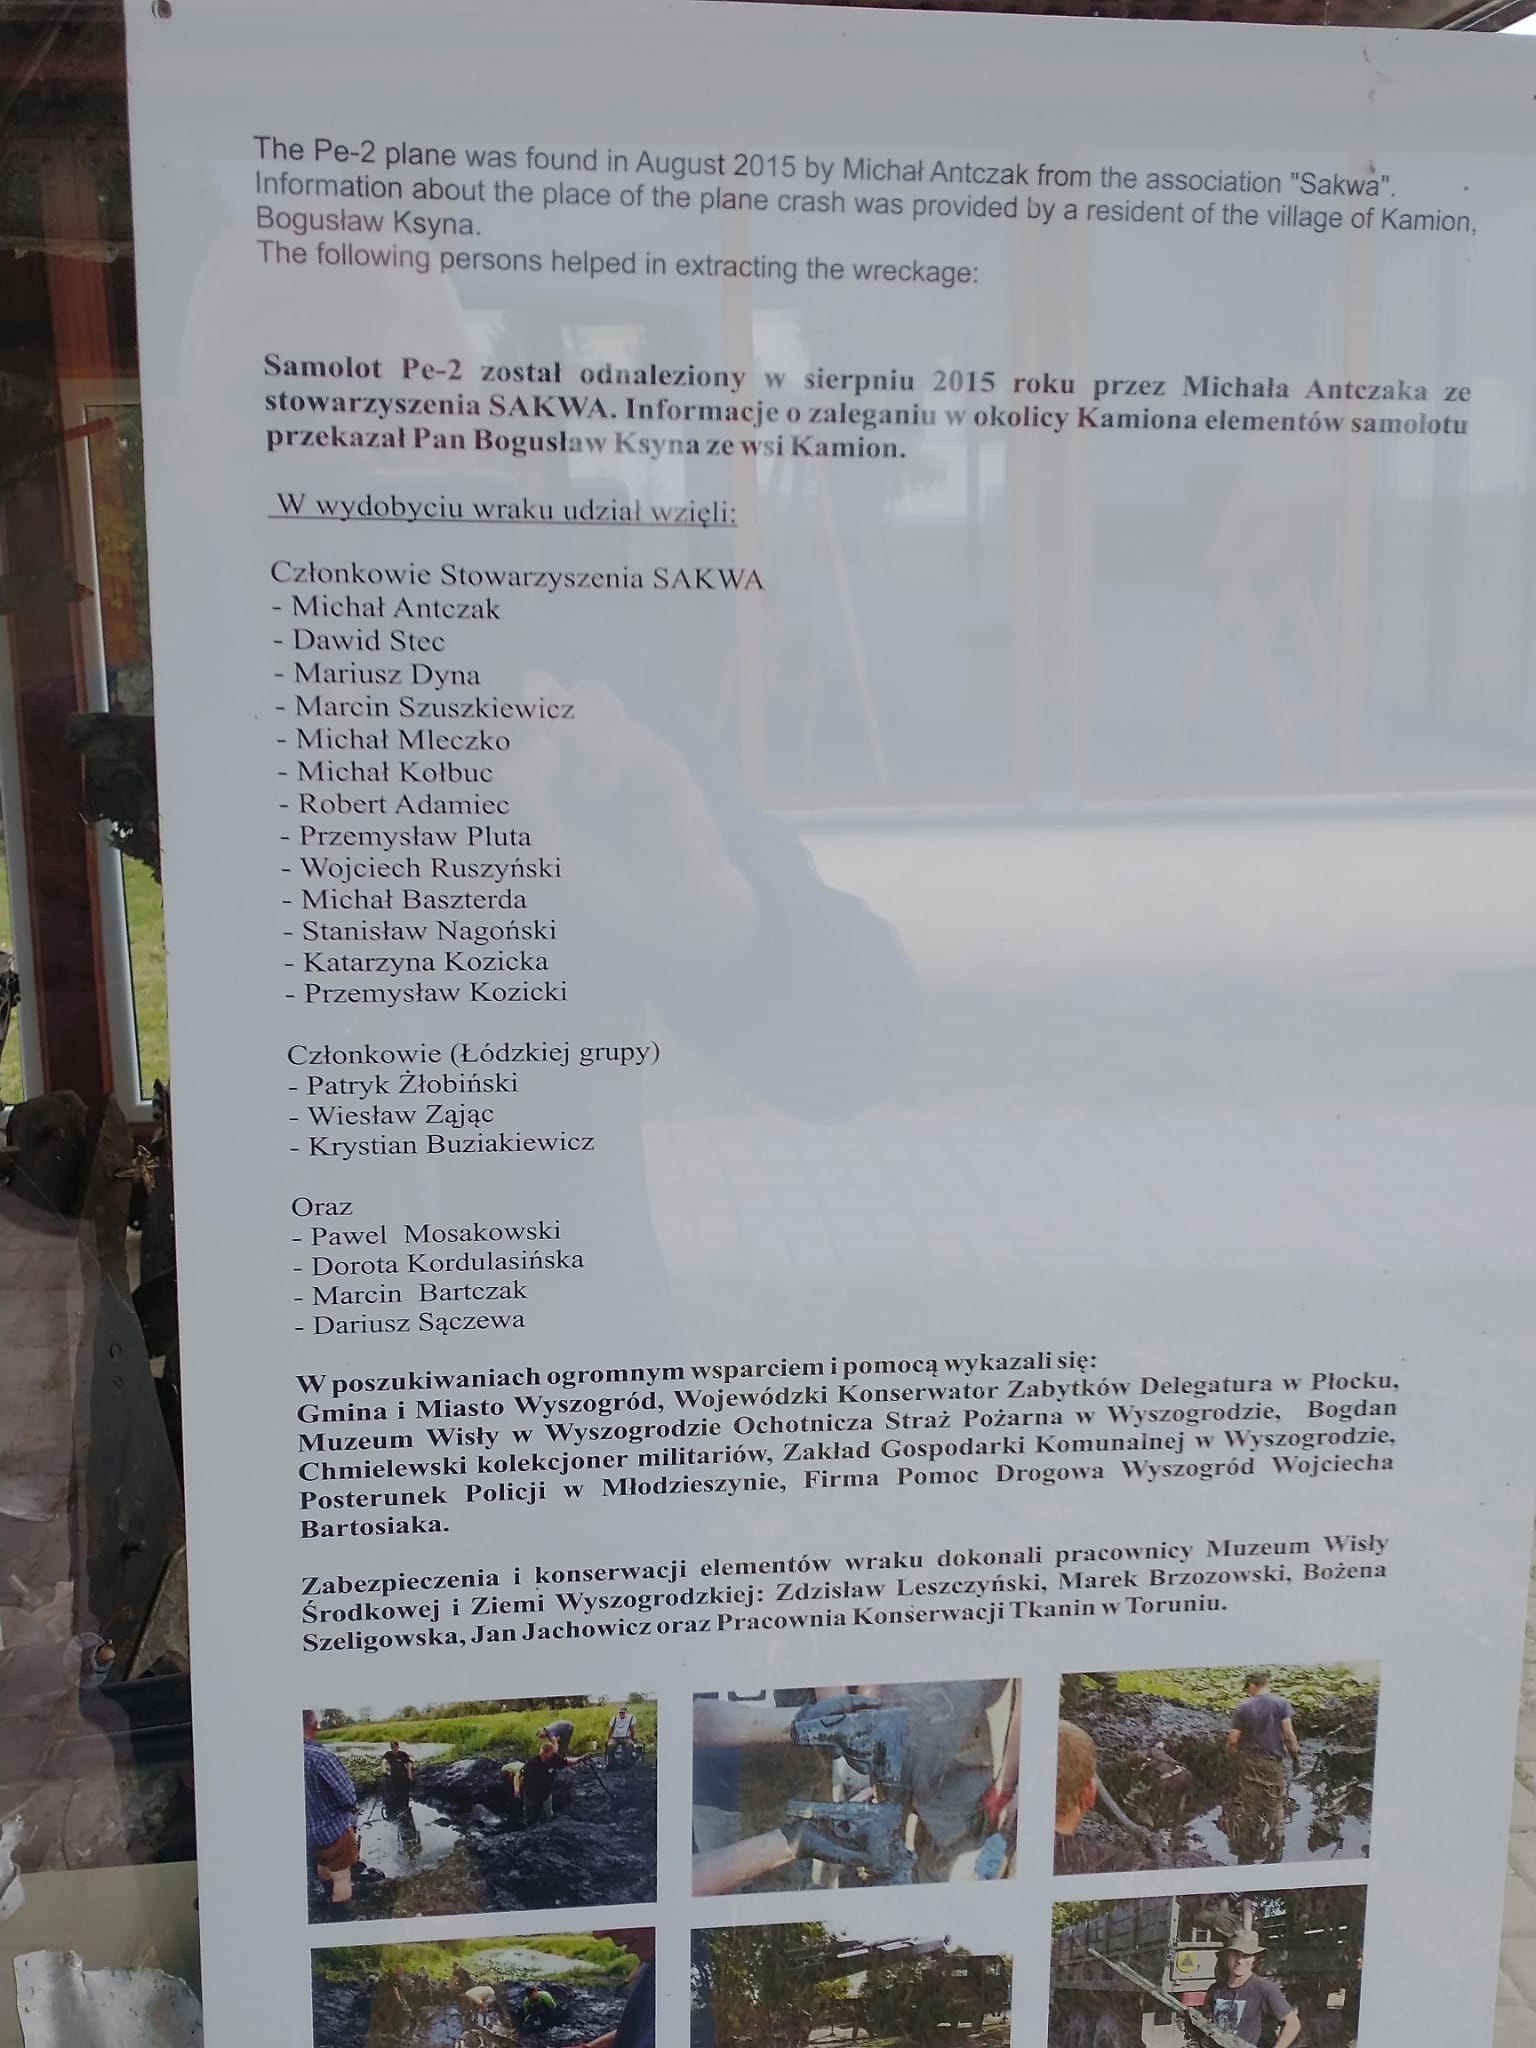 The Pe-2 plane was found in August 2015 by Michał Antczak from the association "Sakwa".
Information about the place of the plane crash was provided by a resident of the village of Kamion,
Bogusław Ksyna.
The following persons helped in extracting the wreckage:
Samolot Pe-2 został odnaleziony w sierpniu 2015 roku przez Michała Antczaka ze
stowarzyszenia SAKWA. Informacje o zaleganiu w okolicy Kamiona elementów samolotu
przekazał Pan Bogusław Ksyna ze wsi Kamion.
W wydobyciu wraku udział wzięli:
Członkowie Stowarzyszenia SAKWA
- Michał Antczak
- Dawid Stec
- Mariusz Dyna
- Marcin Szuszkiewicz
- Michał Mleczko
- Michał Kołbuc
- Robert Adamiec
- Przemysław Pluta
- Wojciech Ruszyński
- Michał Baszterda
- Stanisław Nagoński
- Katarzyna Kozicka
- Przemysław Kozicki
Członkowie (Łódzkiej grupy)
- Patryk Żłobiński
- Wiesław Zając
- Krystian Buziakiewicz
Oraz
- Pawel Mosakowski
- Dorota Kordulasińska
- Marcin Bartczak
- Dariusz Sączewa
W poszukiwaniach ogromnym wsparciem i pomocą wykazali się:
Gmina i Miasto Wyszogród, Wojewódzki Konserwator Zabytków Delegatura w Płocku,
Muzeum Wisły w Wyszogrodzie Ochotnicza Straż Pożarna w Wyszogrodzie, Bogdan
Chmielewski kolekcjoner militariów, Zakład Gospodarki Komunalnej w Wyszogrodzie,
Posterunek Policji w Młodzieszynie, Firma Pomoc Drogowa Wyszogród Wojciecha
Bartosiaka.
Zabezpieczenia i konserwacji elementów wraku dokonali pracownicy Muzeum Wisły
Środkowej i Ziemi Wyszogrodzkiej: Zdzisław Leszczyński, Marek Brzozowski, Bożena
Szeligowska, Jan Jachowicz oraz Pracownia Konserwacji Tkanin w Toruniu.